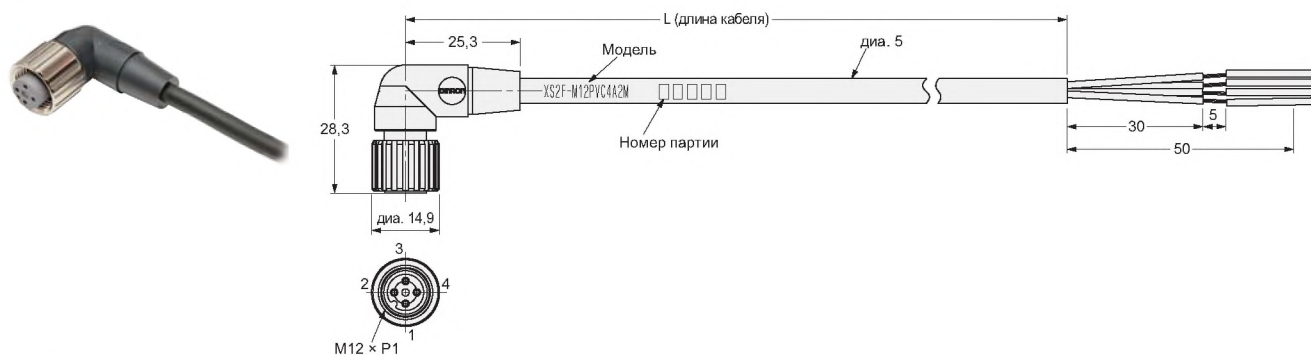 L (длина кабеля)
25,3
Модель
диа. 5
OMRON
XS2F-M12PVC4A2M
28,3
Номер партии
30
5
50
диа. 14,9
3
2
4
1
M12 × P1